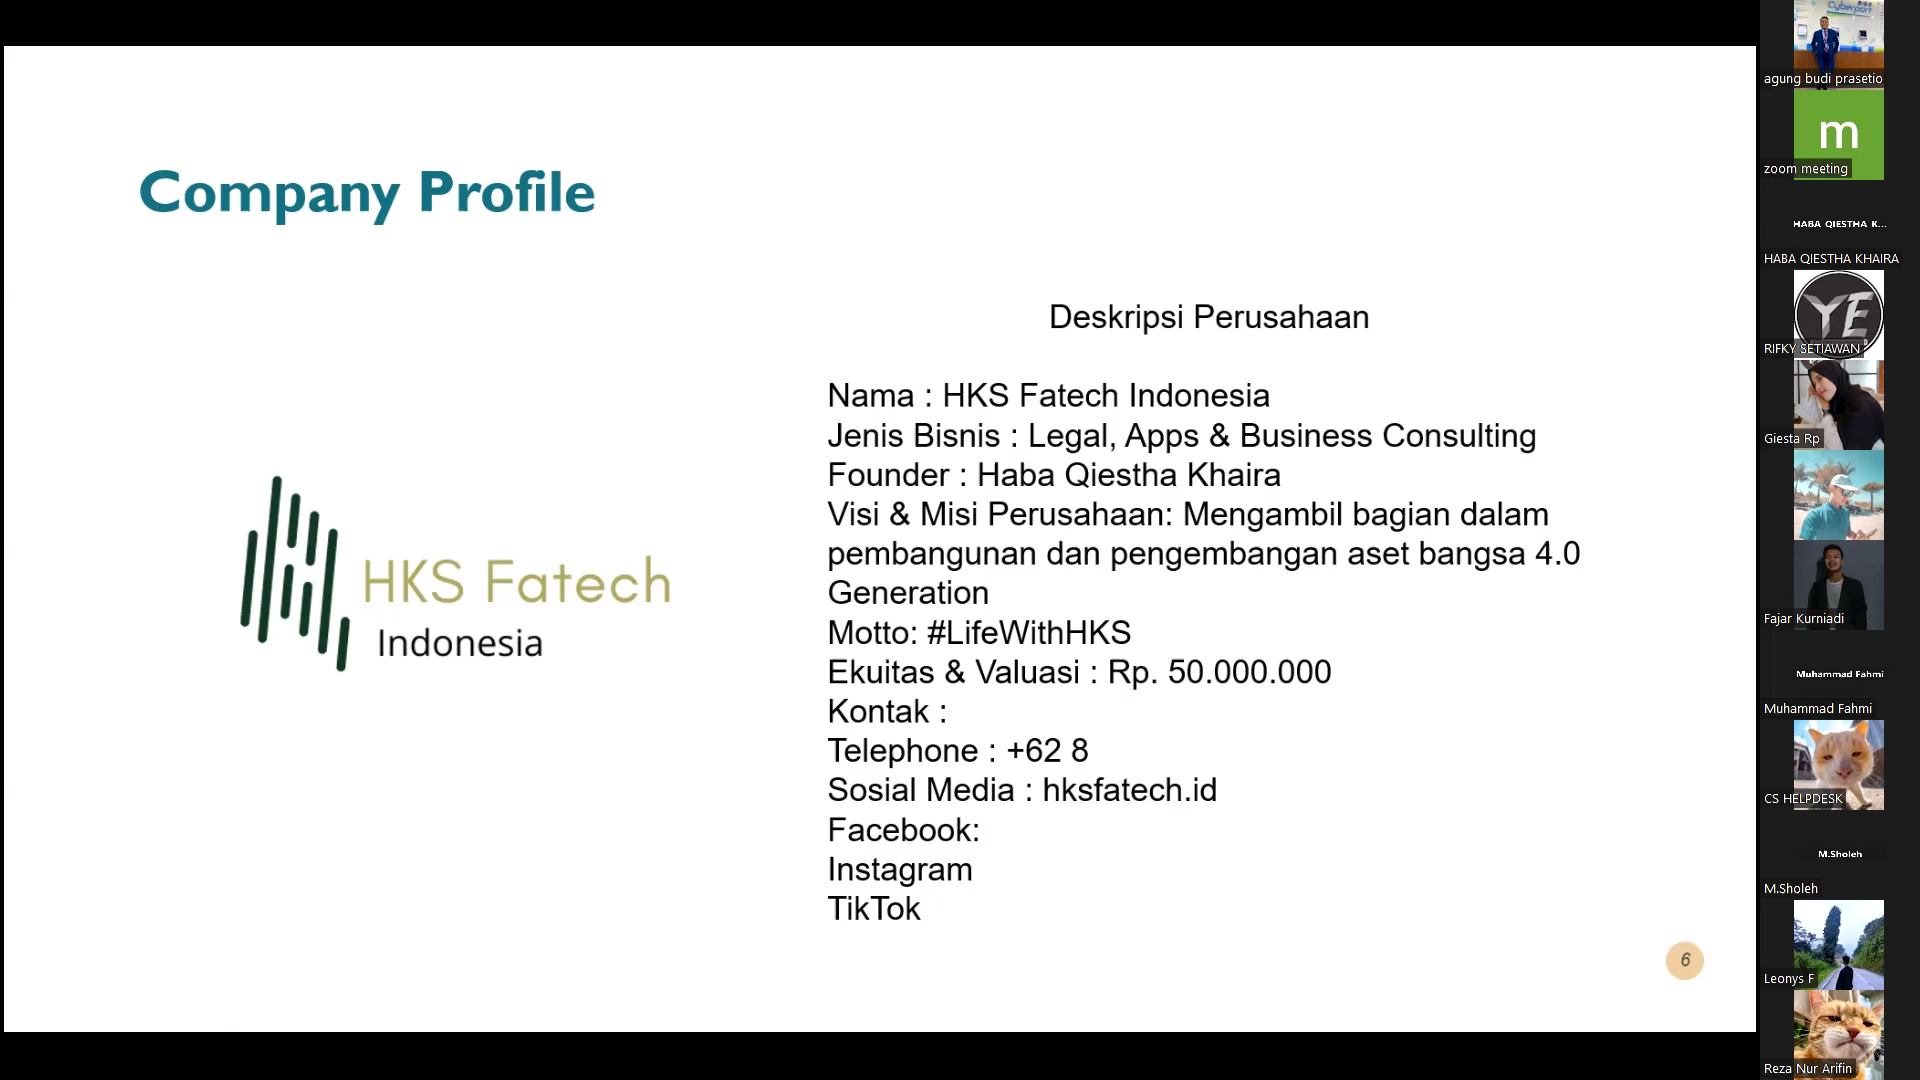 Company Profile
Deskripsi Perusahaan
Nama : HKS Fatech Indonesia
Jenis Bisnis : Legal, Apps & Business Consulting
Founder : Haba Qiestha Khaira
Visi & Misi Perusahaan: Mengambil bagian dalam
pembangunan dan pengembangan aset bangsa 4.0
Generation
Motto: #LifeWithHKS
Ekuitas & Valuasi : Rp. 50.000.000
Kontak :
Telephone : +62 8
Sosial Media : hksfatech.id
Facebook:
Instagram
TikTok
HKS Fatech
Indonesia
6
Cyberport
agung budi prasetio
m
zoom meeting
HABA QIESTHA K...
HABA QIESTHA KHAIRA
YE
RIFKY SETIAWAN
Giesta Rp
Fajar Kurniadi
Muhammad Fahmi
Muhammad Fahmi
CS HELPDESK
M.Sholeh
M.Sholeh
Leonys F
Reza Nur Arifin